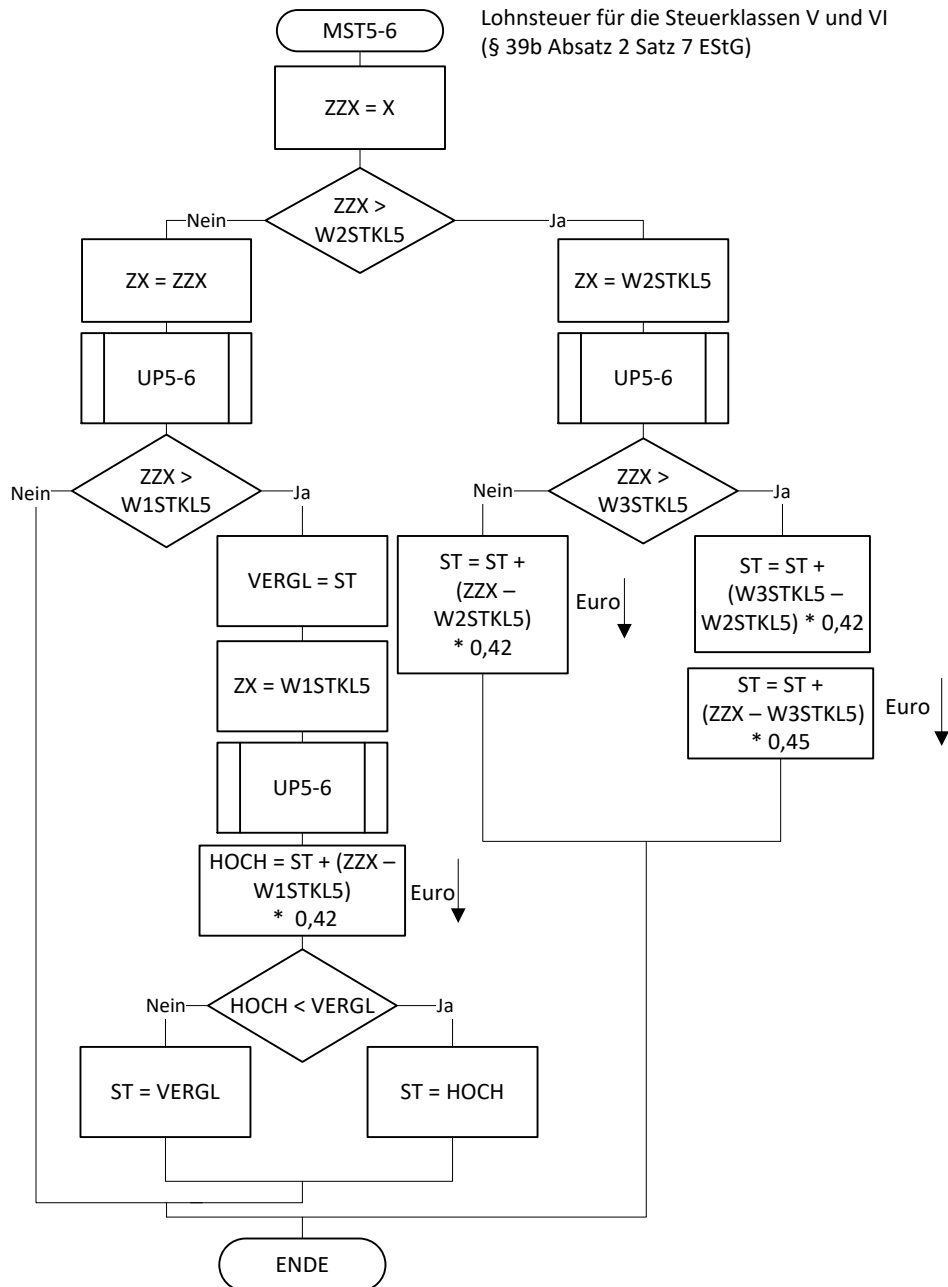 MST5-6
Lohnsteuer für die Steuerklassen V und VI
(§ 39b Absatz 2 Satz 7 EStG)
ZZX = X
ZZX >
W2STKL5
Nein
Ja
ZX = ZZX
ZX = W2STKL5
UP5-6
UP5-6
ZZX >
W1STKL5
Nein
Ja
ZZX >
W3STKL5
Nein
Ja
VERGL = ST
ST = ST +
(ZZX –
W2STKL5)
* 0,42
Euro
ST = ST +
(W3STKL5 –
W2STKL5) * 0,42
ZX = W1STKL5
ST = ST +
(ZZX – W3STKL5)
* 0,45
Euro
UP5-6
HOCH = ST + (ZZX –
W1STKL5)
* 0,42
Euro
HOCH < VERGL
Nein
Ja
ST = VERGL
ST = HOCH
ENDE